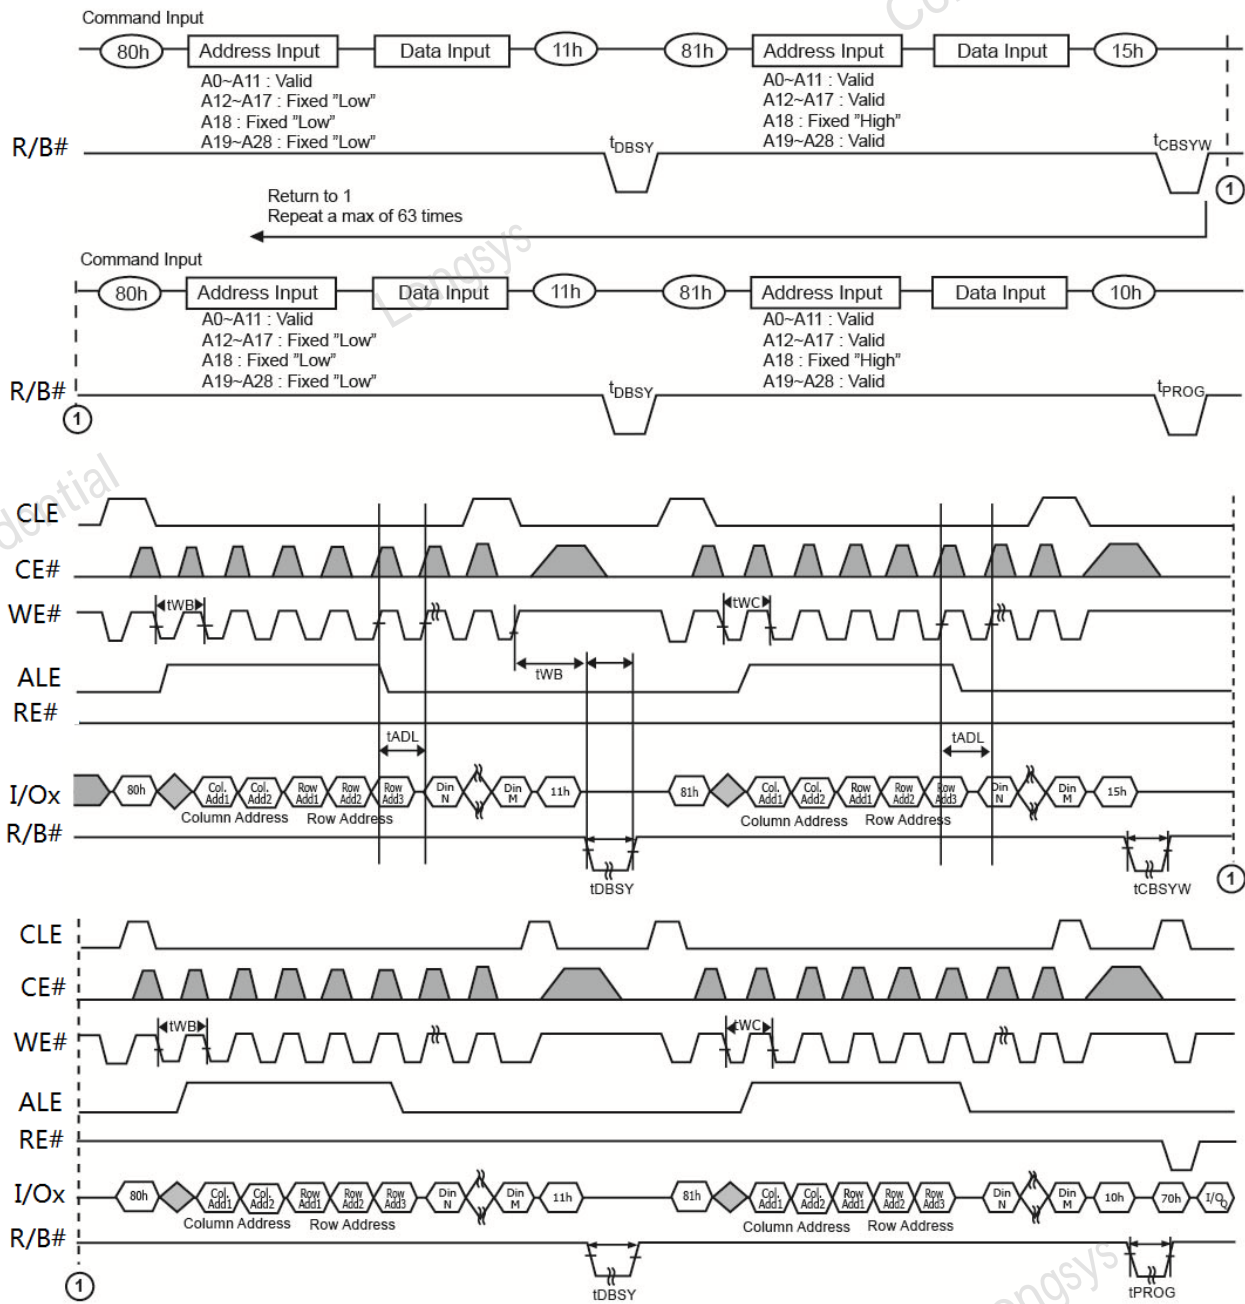 Command Input
80h Address Input Data Input 11h 81h Address Input Data Input 15h
A0~A11 : Valid A0~A11 : Valid
A12~A17 : Fixed "Low" A12~A17 : Valid
A18 : Fixed "Low" A18 : Fixed "High"
A19~A28 : Fixed "Low" A19~A28 : Valid
R/B# tDBSY tCBSYW
1
Return to 1
Repeat a max of 63 times
Longsys
Command Input
80h Address Input Data Input 11h 81h Address Input Data Input 10h
A0~A11 : Valid A0~A11 : Valid
A12~A17 : Fixed "Low" A12~A17 : Valid
A18 : Fixed "Low" A18 : Fixed "High"
A19~A28 : Fixed "Low" A19~A28 : Valid
R/B# tDBSY tPROG
1
CLE
CE#
WE# tWB tWC
tWB
ALE
RE#
tADL tADL
I/Ox 80h Col. Add1 Col. Add2 Row Add1 Row Add2 Row Add3 Din N Din M 11h 81h Col. Add1 Col. Add2 Row Add1 Row Add2 Row Add3 Din N Din M 15h
Column Address Row Address Column Address Row Address
R/B#
tDBSY tCBSYW
1
CLE
CE#
WE# tWB tWC
ALE
RE#
I/Ox 80h Col. Add1 Col. Add2 Row Add1 Row Add2 Row Add3 Din N Din M 11h 81h Col. Add1 Col. Add2 Row Add1 Row Add2 Row Add3 Din N Din M 10h 70h I/O0
Column Address Row Address Column Address Row Address
R/B#
1
tDBSY tPROG